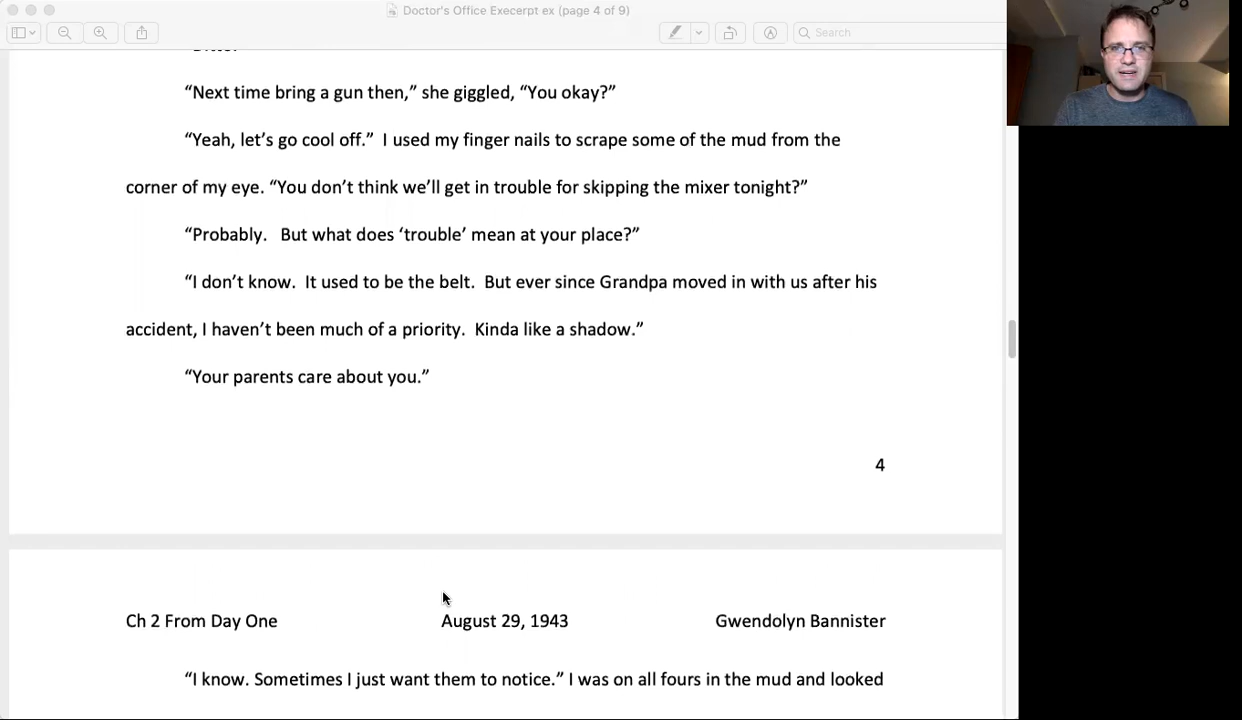 Doctor's Office Execerpt ex (page 4 of 9)
Search
“Next time bring a gun then,” she giggled, “You okay?”
“Yeah, let’s go cool off.”  I used my finger nails to scrape some of the mud from the
corner of my eye. “You don’t think we’ll get in trouble for skipping the mixer tonight?”
“Probably.   But what does ‘trouble’ mean at your place?”
“I don’t know.  It used to be the belt.  But ever since Grandpa moved in with us after his
accident, I haven’t been much of a priority.  Kinda like a shadow.”
“Your parents care about you.”
4
Ch 2 From Day One August 29, 1943 Gwendolyn Bannister
“I know. Sometimes I just want them to notice.” I was on all fours in the mud and looked